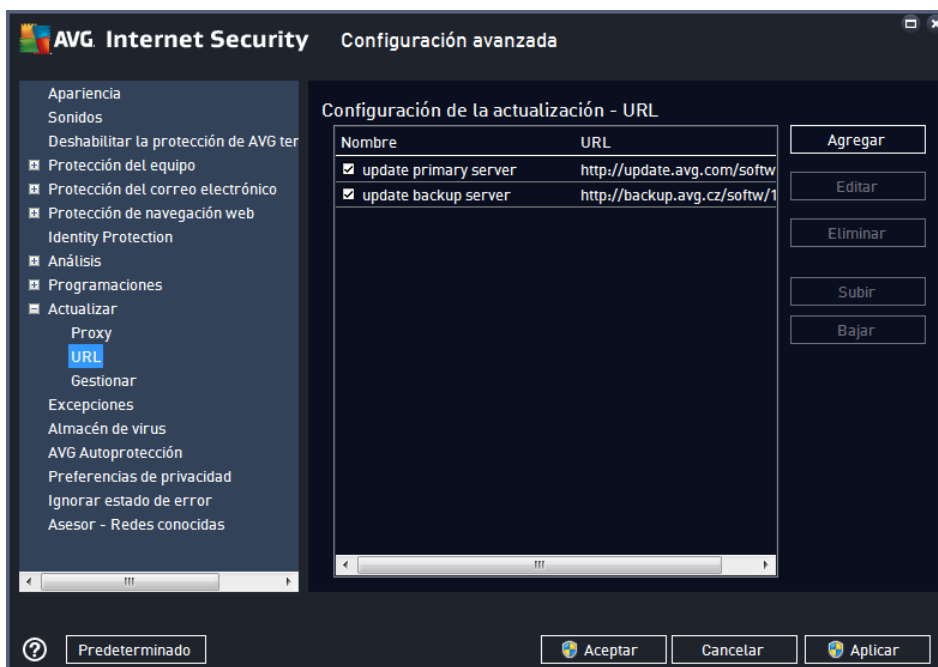 AVG Internet Security Configuración avanzada
Apariencia
Sonidos
Deshabilitar la protección de AVG ter
Protección del equipo
Protección del correo electrónico
Protección de navegación web
Identity Protection
Análisis
Programaciones
Actualizar
Proxy
URL
Gestionar
Excepciones
Almacén de virus
AVG Autoprotección
Preferencias de privacidad
Ignorar estado de error
Asesor - Redes conocidas
Configuración de la actualización - URL
Nombre URL
update primary server http://update.avg.com/softw
update backup server http://backup.avg.cz/softw/1
Agregar
Editar
Eliminar
Subir
Bajar
Predeterminado
Aceptar
Cancelar
Aplicar